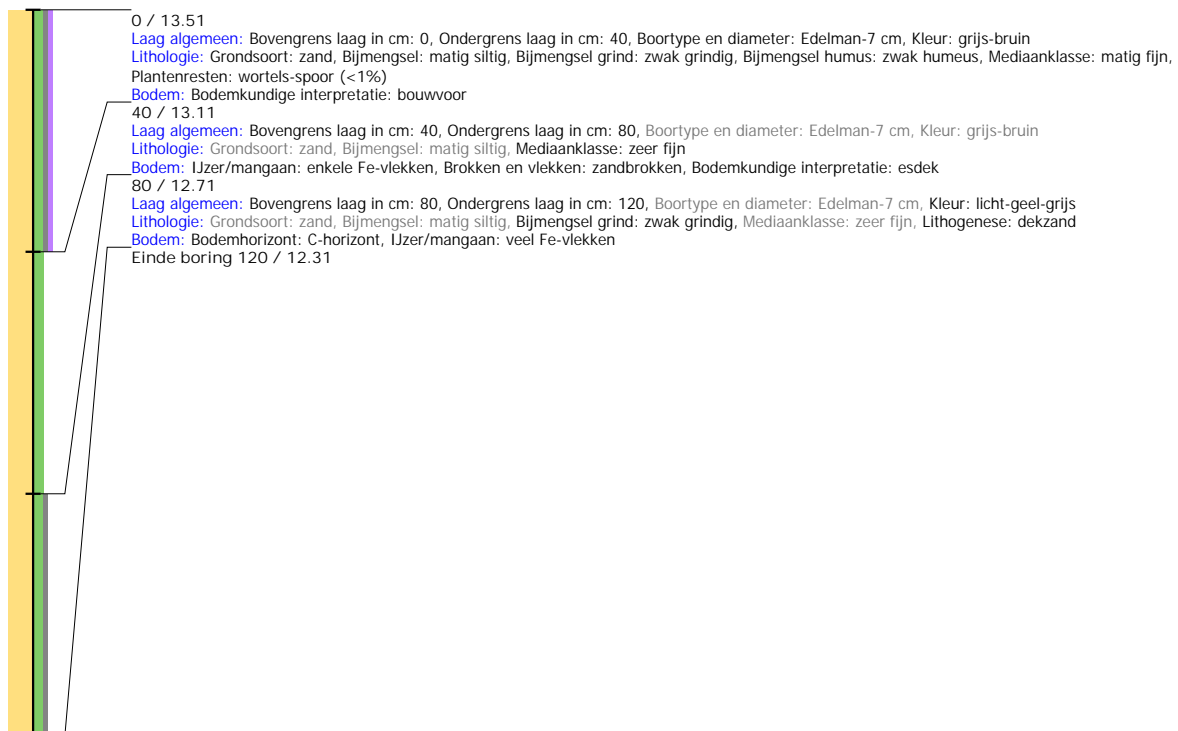 0 / 13.51
Laag algemeen: Bovengrens laag in cm: 0, Ondergrens laag in cm: 40, Boortype en diameter: Edelman-7 cm, Kleur: grijs-bruin
Lithologie: Grondsoort: zand, Bijmengsel: matig siltig, Bijmengsel grind: zwak grindig, Bijmengsel humus: zwak humeus, Mediaanklasse: matig fijn,
Plantenresten: wortels-spoor (<1%)
Bodem: Bodemkundige interpretatie: bouwvoor
40 / 13.11
Laag algemeen: Bovengrens laag in cm: 40, Ondergrens laag in cm: 80, Boortype en diameter: Edelman-7 cm, Kleur: grijs-bruin
Lithologie: Grondsoort: zand, Bijmengsel: matig siltig, Mediaanklasse: zeer fijn
Bodem: IJzer/mangaan: enkele Fe-vlekken, Brokken en vlekken: zandbrokken, Bodemkundige interpretatie: esdek
80 / 12.71
Laag algemeen: Bovengrens laag in cm: 80, Ondergrens laag in cm: 120, Boortype en diameter: Edelman-7 cm, Kleur: licht-geel-grijs
Lithologie: Grondsoort: zand, Bijmengsel: matig siltig, Bijmengsel grind: zwak grindig, Mediaanklasse: zeer fijn, Lithogenese: dekzand
Bodem: Bodemhorizont: C-horizont, IJzer/mangaan: veel Fe-vlekken
Einde boring 120 / 12.31